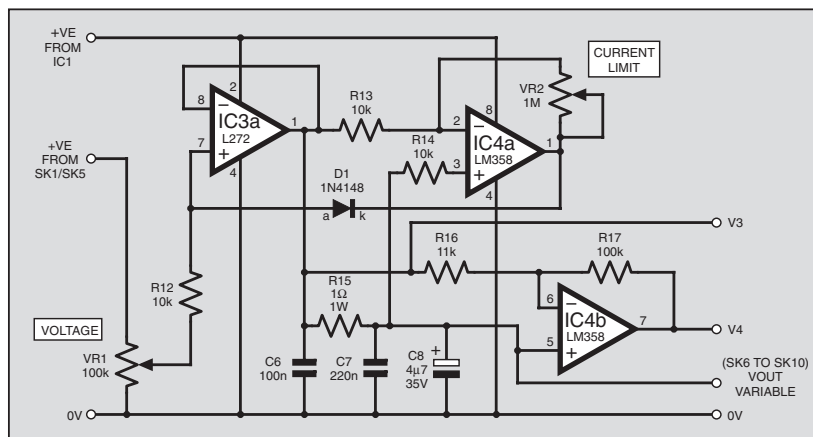 +VE
FROM
IC1
CURRENT
LIMIT
VR2
1M
2
8
IC3a
L272
1
7
4
R13
10k
R14
10k
8
2
IC4a
LM358
1
3
4
+VE
FROM
SK1/SK5
D1
1N4148
a
k
V3
R12
10k
R15
1Ω
1W
R16
11k
R17
100k
VOLTAGE
VR1
100k
6
IC4b
LM358
7
5
V4
C6
100n
C7
220n
C8
4µ7
35V
+
(SK6 TO SK10)
VOUT
VARIABLE
0V
0V